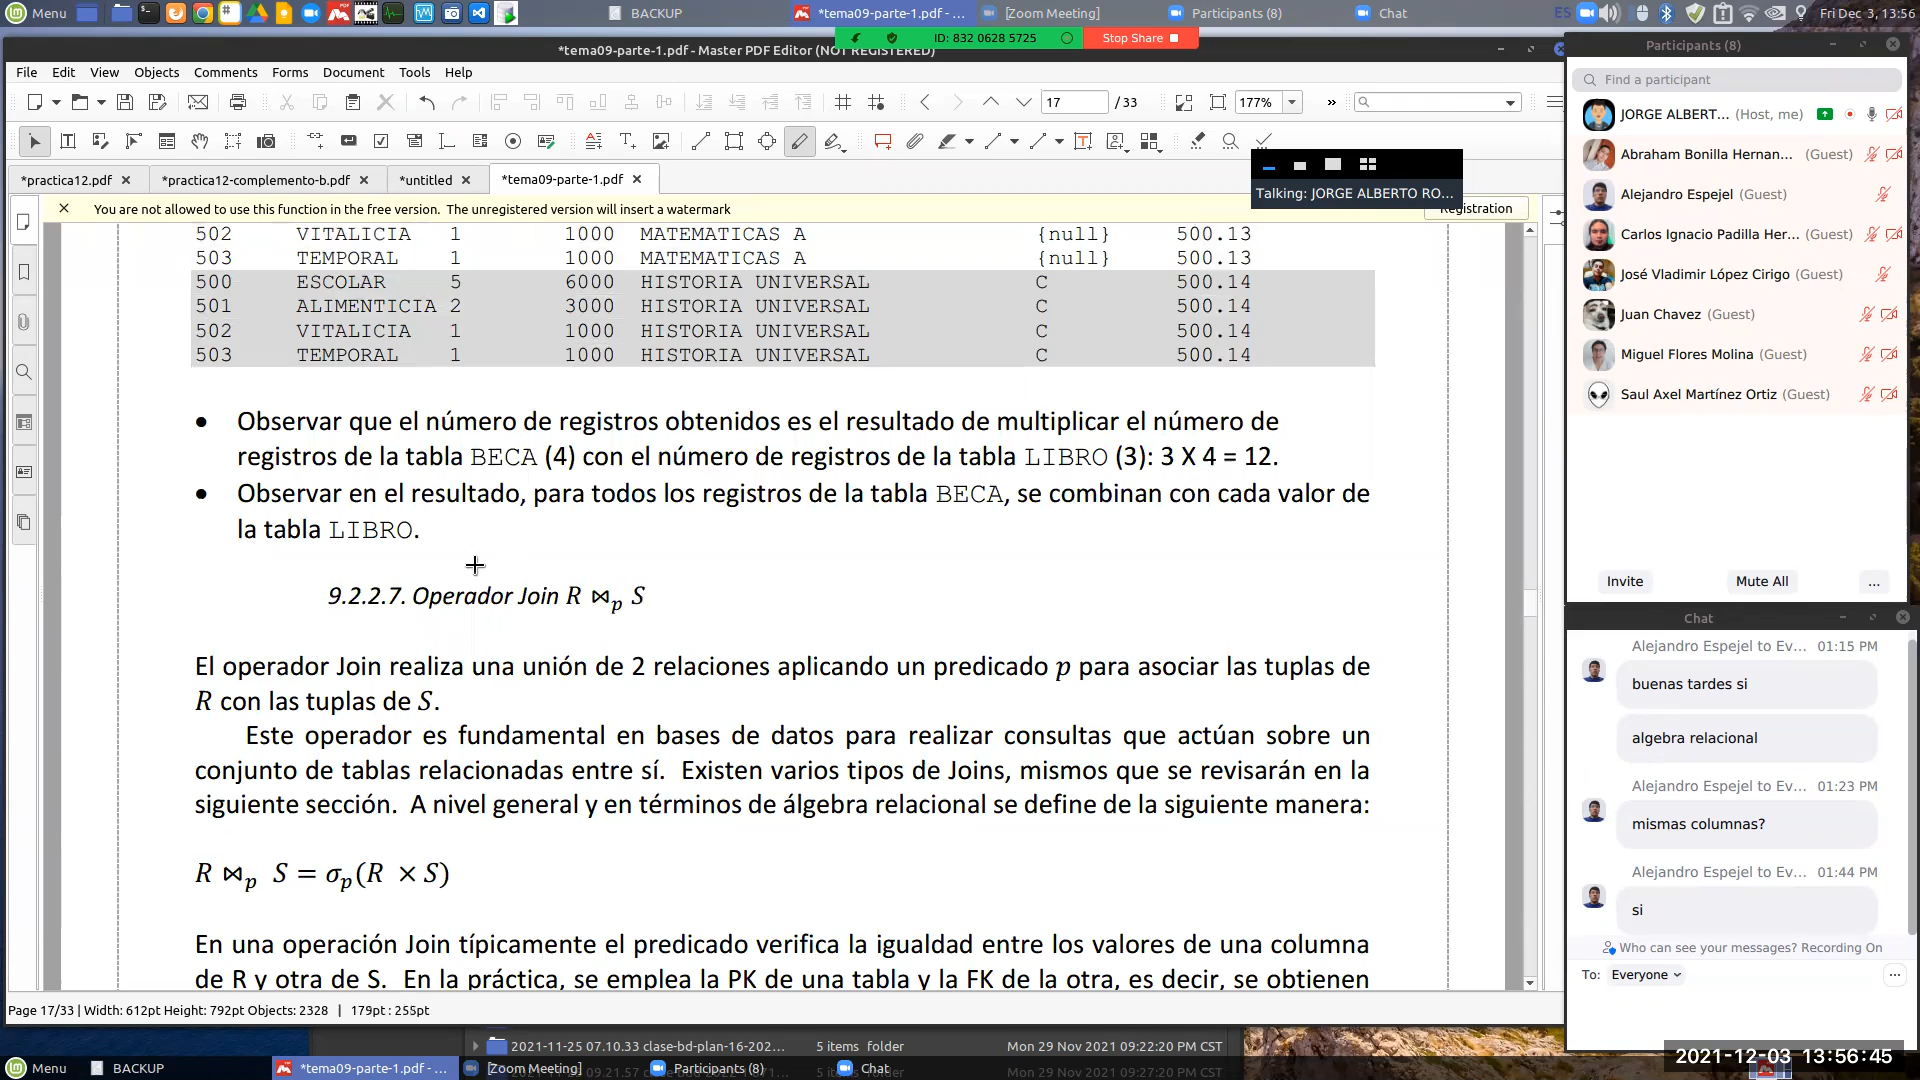 Menu
BACKUP
*tema09-parte-1.pdf - ...
[Zoom Meeting]
Participants (8)
Chat
ES
Fri Dec 3, 13:56
*tema09-parte-1.pdf - Master PDF Editor (NOT REGISTERED)
ID: 832 0628 5725
Stop Share
File Edit View Objects Comments Forms Document Tools Help
17 / 33
177%
*practica12.pdf
*practica12-complemento-b.pdf
*untitled
*tema09-parte-1.pdf
Talking: JORGE ALBERTO RO...
You are not allowed to use this function in the free version. The unregistered version will insert a watermark
Registration
502 VITALICIA 1 1000 MATEMATICAS A {null} 500.13
503 TEMPORAL 1 1000 MATEMATICAS A {null} 500.13
500 ESCOLAR 5 6000 HISTORIA UNIVERSAL C 500.14
501 ALIMENTICIA 2 3000 HISTORIA UNIVERSAL C 500.14
502 VITALICIA 1 1000 HISTORIA UNIVERSAL C 500.14
503 TEMPORAL 1 1000 HISTORIA UNIVERSAL C 500.14
• Observar que el número de registros obtenidos es el resultado de multiplicar el número de
registros de la tabla BECA (4) con el número de registros de la tabla LIBRO (3): 3 X 4 = 12.
• Observar en el resultado, para todos los registros de la tabla BECA, se combinan con cada valor de
la tabla LIBRO.
9.2.2.7. Operador Join R ⋈p S
El operador Join realiza una unión de 2 relaciones aplicando un predicado p para asociar las tuplas de
R con las tuplas de S.
Este operador es fundamental en bases de datos para realizar consultas que actúan sobre un
conjunto de tablas relacionadas entre sí. Existen varios tipos de Joins, mismos que se revisarán en la
siguiente sección. A nivel general y en términos de álgebra relacional se define de la siguiente manera:
R ⋈p S = σp(R × S)
En una operación Join típicamente el predicado verifica la igualdad entre los valores de una columna
de R y otra de S. En la práctica, se emplea la PK de una tabla y la FK de la otra, es decir, se obtienen
Page 17/33 | Width: 612pt Height: 792pt Objects: 2328 | 179pt : 255pt
Participants (8)
Find a participant
JORGE ALBERT... (Host, me)
Abraham Bonilla Hernan... (Guest)
Alejandro Espejel (Guest)
Carlos Ignacio Padilla Her... (Guest)
José Vladimir López Cirigo (Guest)
Juan Chavez (Guest)
Miguel Flores Molina (Guest)
Saul Axel Martínez Ortiz (Guest)
Invite
Mute All
...
Chat
Alejandro Espejel to Ev... 01:15 PM
buenas tardes si
algebra relacional
Alejandro Espejel to Ev... 01:23 PM
mismas columnas?
Alejandro Espejel to Ev... 01:44 PM
si
Who can see your messages? Recording On
To: Everyone
2021-11-25 07.10.33 clase-bd-plan-16-202... 5 items folder Mon 29 Nov 2021 09:22:20 PM CST
Menu
BACKUP
*tema09-parte-1.pdf - ...
[Zoom Meeting]
Participants (8)
Chat
2021-12-03 13:56:45